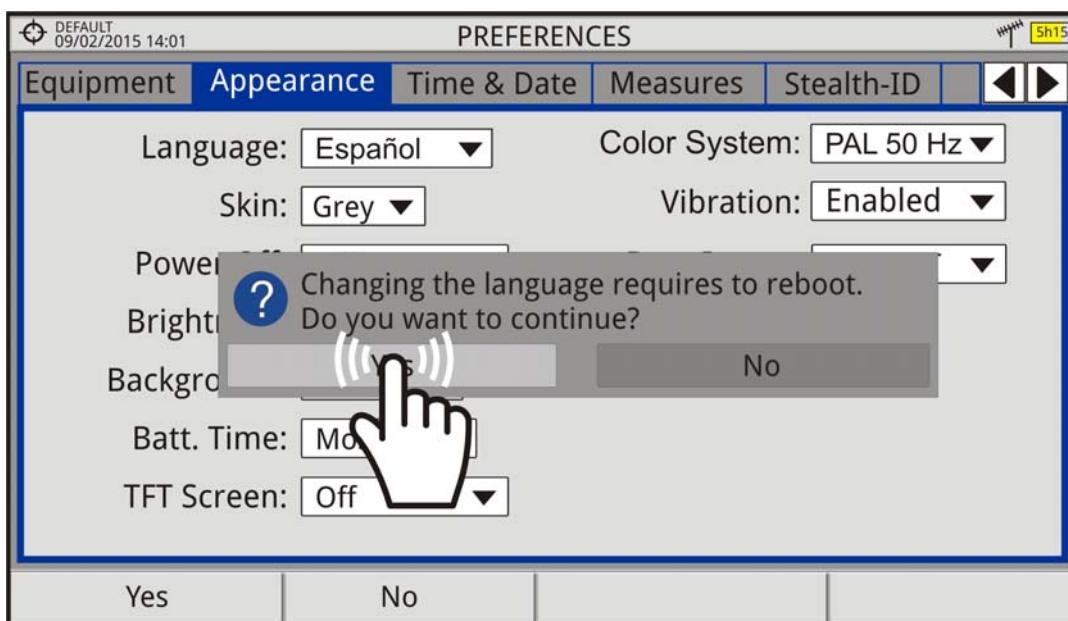 DEFAULT
09/02/2015 14:01
PREFERENCES
5h15
Equipment Appearance Time & Date Measures Stealth-ID
Language: Español
Color System: PAL 50 Hz
Skin: Grey
Vibration: Enabled
Changing the language requires to reboot.
Do you want to continue?
Yes No
Batt. Time:
TFT Screen: Off
Yes No